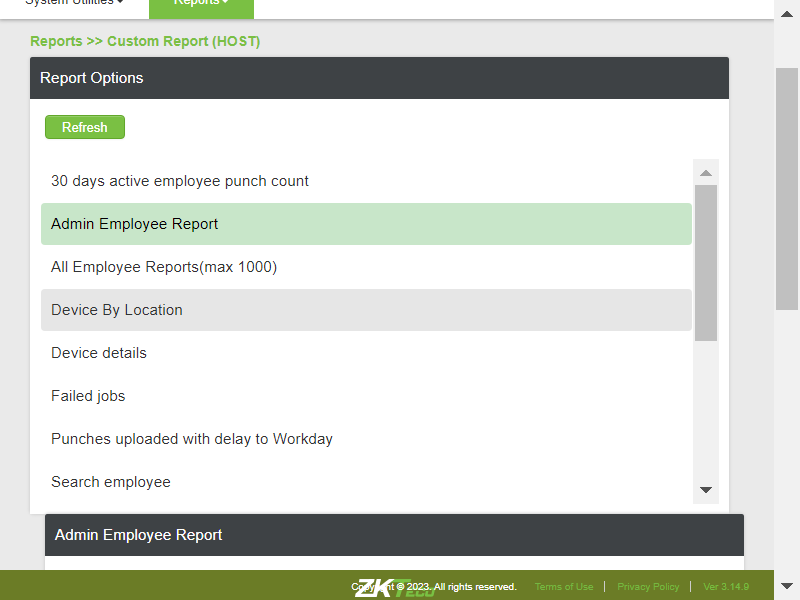 System Utilities
Reports
Reports >> Custom Report (HOST)
Report Options
Refresh
30 days active employee punch count
Admin Employee Report
All Employee Reports(max 1000)
Device By Location
Device details
Failed jobs
Punches uploaded with delay to Workday
Search employee
Admin Employee Report
ZKTeco
Copyright © 2023. All rights reserved. Terms of Use | Privacy Policy | Ver 3.14.9